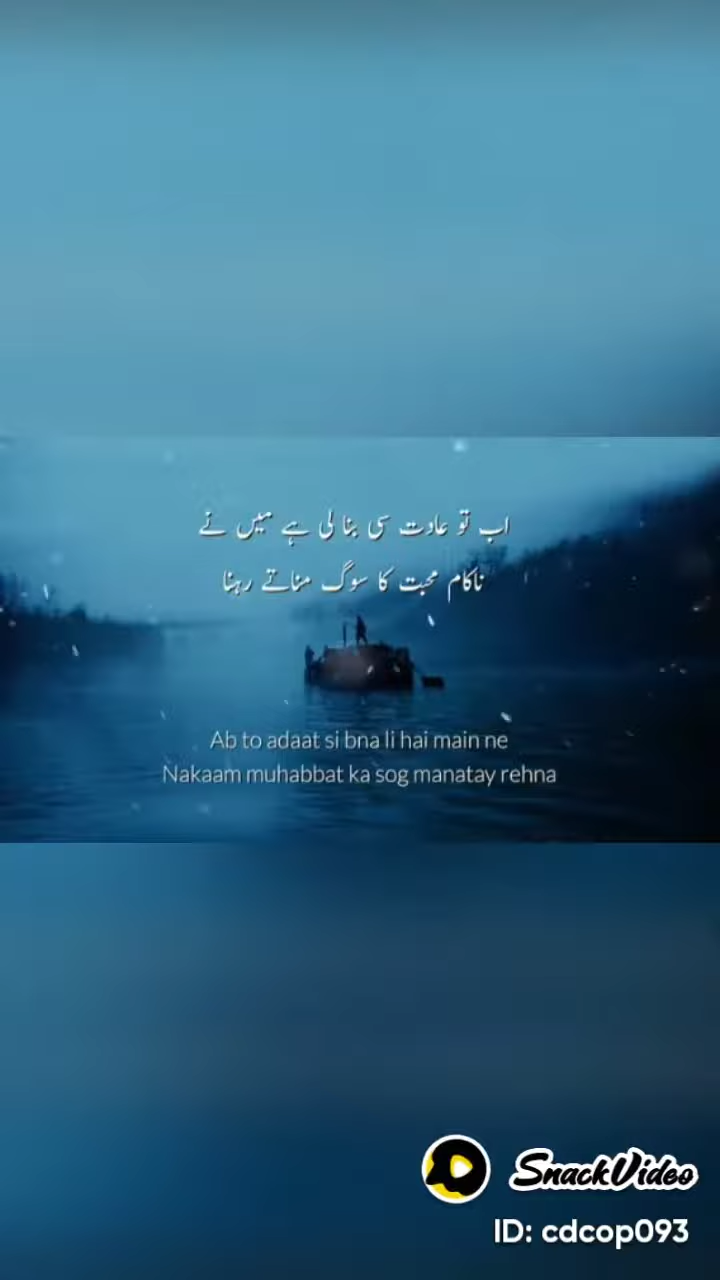 اب تو عادت سی بنا لی ہے میں نے
ناکام محبت کا سوگ مناتے رہنا
Ab to adaat si bna li hai main ne
Nakaam muhabbat ka sog manatay rehna
SnackVideo
ID: cdcop093